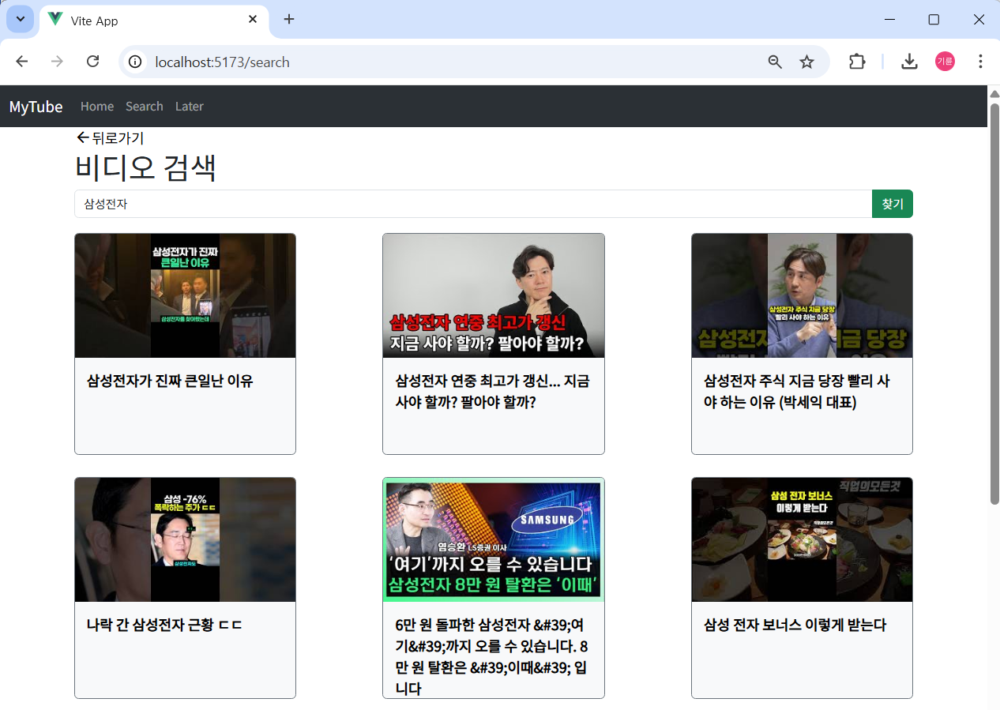 Vite App
localhost:5173/search
기륜
MyTube Home Search Later
뒤로가기
비디오 검색
삼성전자
찾기
삼성전자가 진짜
큰일난 이유
삼성전자를 찾아왔는데
삼성전자가 진짜 큰일난 이유
삼성전자 연중 최고가 갱신
지금 사야 할까? 팔아야 할까?
삼성전자 연중 최고가 갱신... 지금
사야 할까? 팔아야 할까?
삼성전자 주식 지금 당장
빨리 사야 하는 이유
삼성전자 주식 지금 당장 빨리 사
야 하는 이유 (박세익 대표)
삼성 -76%
폭락하는 주가 ㄷㄷ
삼성전자도
나락 간 삼성전자 근황 ㄷㄷ
SAMSUNG
염승환 LS증권 이사
'여기'까지 오를 수 있습니다
삼성전자 8만 원 탈환은 '이때'
6만 원 돌파한 삼성전자 &#39;여
기&#39;까지 오를 수 있습니다. 8
만 원 탈환은 &#39;이때&#39; 입
니다
직업의모든것
삼성 전자 보너스
이렇게 받는다
직업의모든것
삼성 전자 보너스 이렇게 받는다